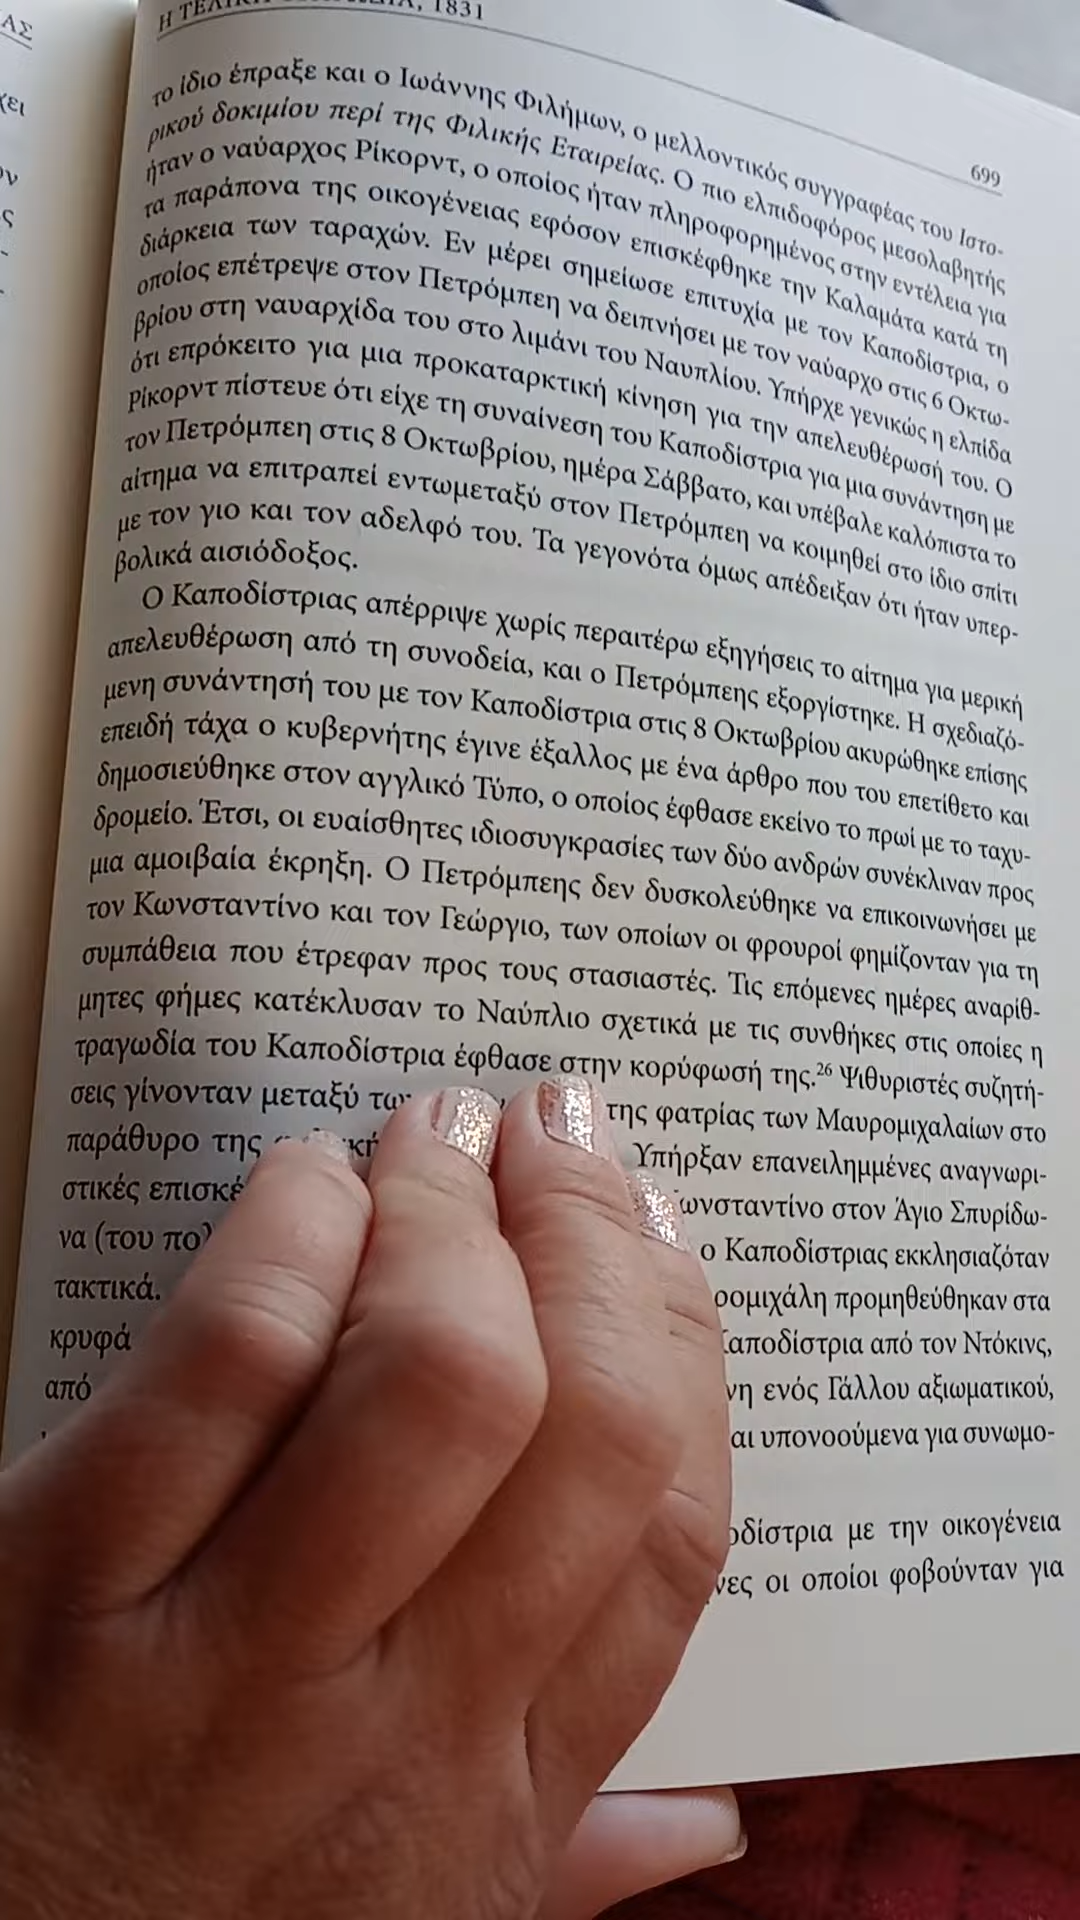 ΑΣ
χει
ς
Η 1831
699
το ίδιο έπραξε και ο Ιωάννης Φιλήμων, ο μελλοντικός συγγραφέας του Ιστο-
ρικού δοκιμίου περί της Φιλικής Εταιρείας. Ο πιο ελπιδοφόρος μεσολαβητής
ήταν ο ναύαρχος Ρίκορντ, ο οποίος ήταν πληροφορημένος στην εντέλεια για
τα παράπονα της οικογένειας εφόσον επισκέφθηκε την Καλαμάτα κατά τη
διάρκεια των ταραχών. Εν μέρει σημείωσε επιτυχία με τον Καποδίστρια, ο
οποίος επέτρεψε στον Πετρόμπεη να δειπνήσει με τον ναύαρχο στις 6 Οκτω-
βρίου στη ναυαρχίδα του στο λιμάνι του Ναυπλίου. Υπήρχε γενικώς η ελπίδα
ότι επρόκειτο για μια προκαταρκτική κίνηση για την απελευθέρωσή του. Ο
Ρίκορντ πίστευε ότι είχε τη συναίνεση του Καποδίστρια για μια συνάντηση με
τον Πετρόμπεη στις 8 Οκτωβρίου, ημέρα Σάββατο, και υπέβαλε καλόπιστα το
αίτημα να επιτραπεί εντωμεταξύ στον Πετρόμπεη να κοιμηθεί στο ίδιο σπίτι
με τον γιο και τον αδελφό του. Τα γεγονότα όμως απέδειξαν ότι ήταν υπερ-
βολικά αισιόδοξος.
Ο Καποδίστριας απέρριψε χωρίς περαιτέρω εξηγήσεις το αίτημα για μερική
απελευθέρωση από τη συνοδεία, και ο Πετρόμπεης εξοργίστηκε. Η σχεδιαζό-
μενη συνάντησή του με τον Καποδίστρια στις 8 Οκτωβρίου ακυρώθηκε επίσης
επειδή τάχα ο κυβερνήτης έγινε έξαλλος με ένα άρθρο που του επετίθετο και
δημοσιεύθηκε στον αγγλικό Τύπο, ο οποίος έφθασε εκείνο το πρωί με το ταχυ-
δρομείο. Έτσι, οι ευαίσθητες ιδιοσυγκρασίες των δύο ανδρών συνέκλιναν προς
μια αμοιβαία έκρηξη. Ο Πετρόμπεης δεν δυσκολεύθηκε να επικοινωνήσει με
τον Κωνσταντίνο και τον Γεώργιο, των οποίων οι φρουροί φημίζονταν για τη
συμπάθεια που έτρεφαν προς τους στασιαστές. Τις επόμενες ημέρες αναρίθ-
μητες φήμες κατέκλυσαν το Ναύπλιο σχετικά με τις συνθήκες στις οποίες η
τραγωδία του Καποδίστρια έφθασε στην κορύφωσή της.²⁶ Ψιθυριστές συζητή-
σεις γίνονταν μεταξύ της φατρίας των Μαυρομιχαλαίων στο
παράθυρο της Υπήρξαν επανειλημμένες αναγνωρι-
στικές Κωνσταντίνο στον Άγιο Σπυρίδω-
να (του ο Καποδίστριας εκκλησιαζόταν
τακτικά. ρομιχάλη προμηθεύθηκαν στα
κρυφά Καποδίστρια από τον Ντόκινς,
από νη ενός Γάλλου αξιωματικού,
αι υπονοούμενα για συνωμο-
οδίστρια με την οικογένεια
νες οι οποίοι φοβούνταν για